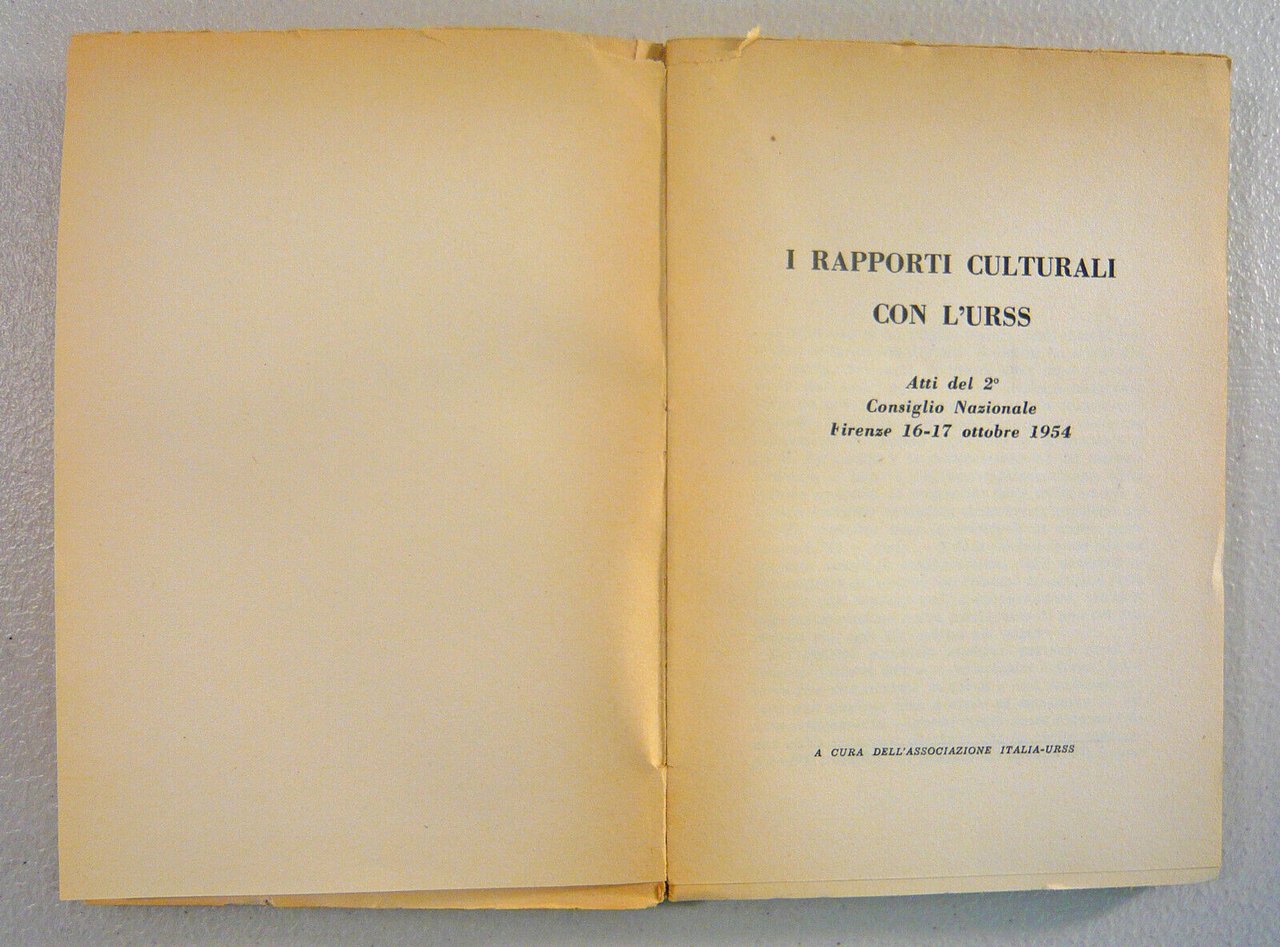 I RAPPORTI CULTURALI
CON L'URSS
Atti del 2°
Consiglio Nazionale
Firenze 16-17 ottobre 1954
A CURA DELL'ASSOCIAZIONE ITALIA-URSS